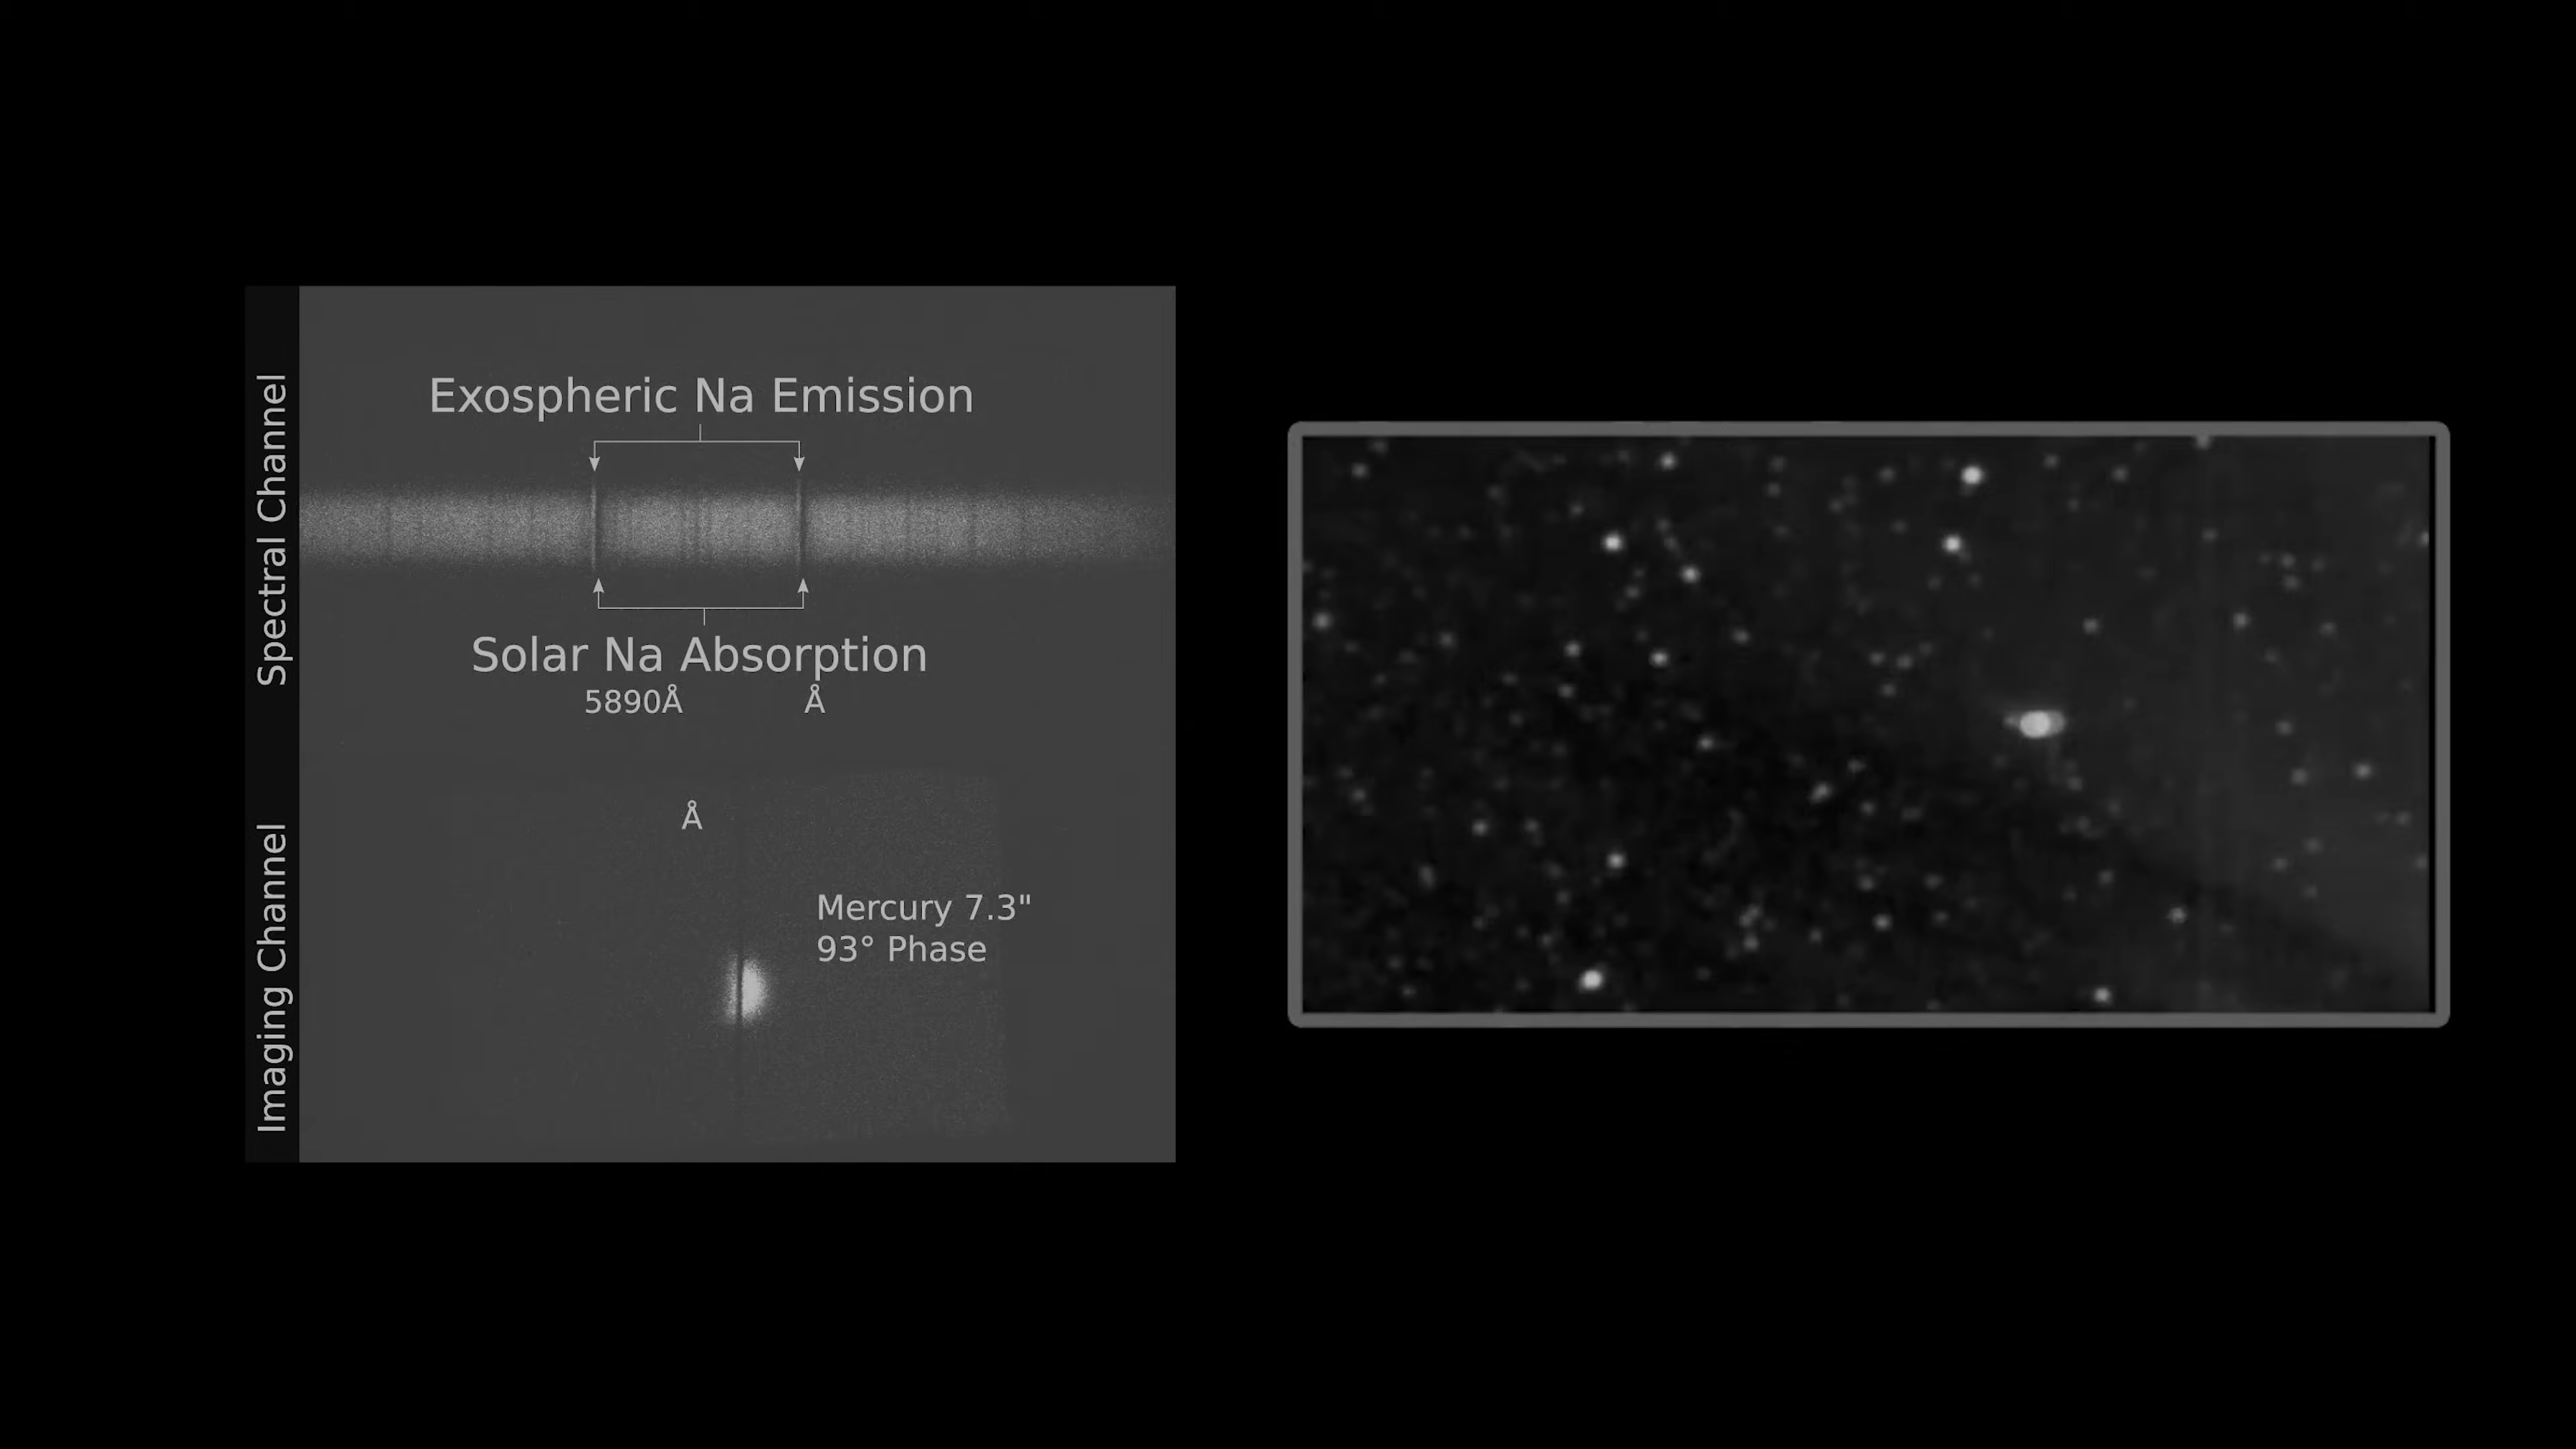 Spectral Channel
Exospheric Na Emission
Solar Na Absorption
5890Å Å
Imaging Channel
Å
Mercury 7.3"
93° Phase